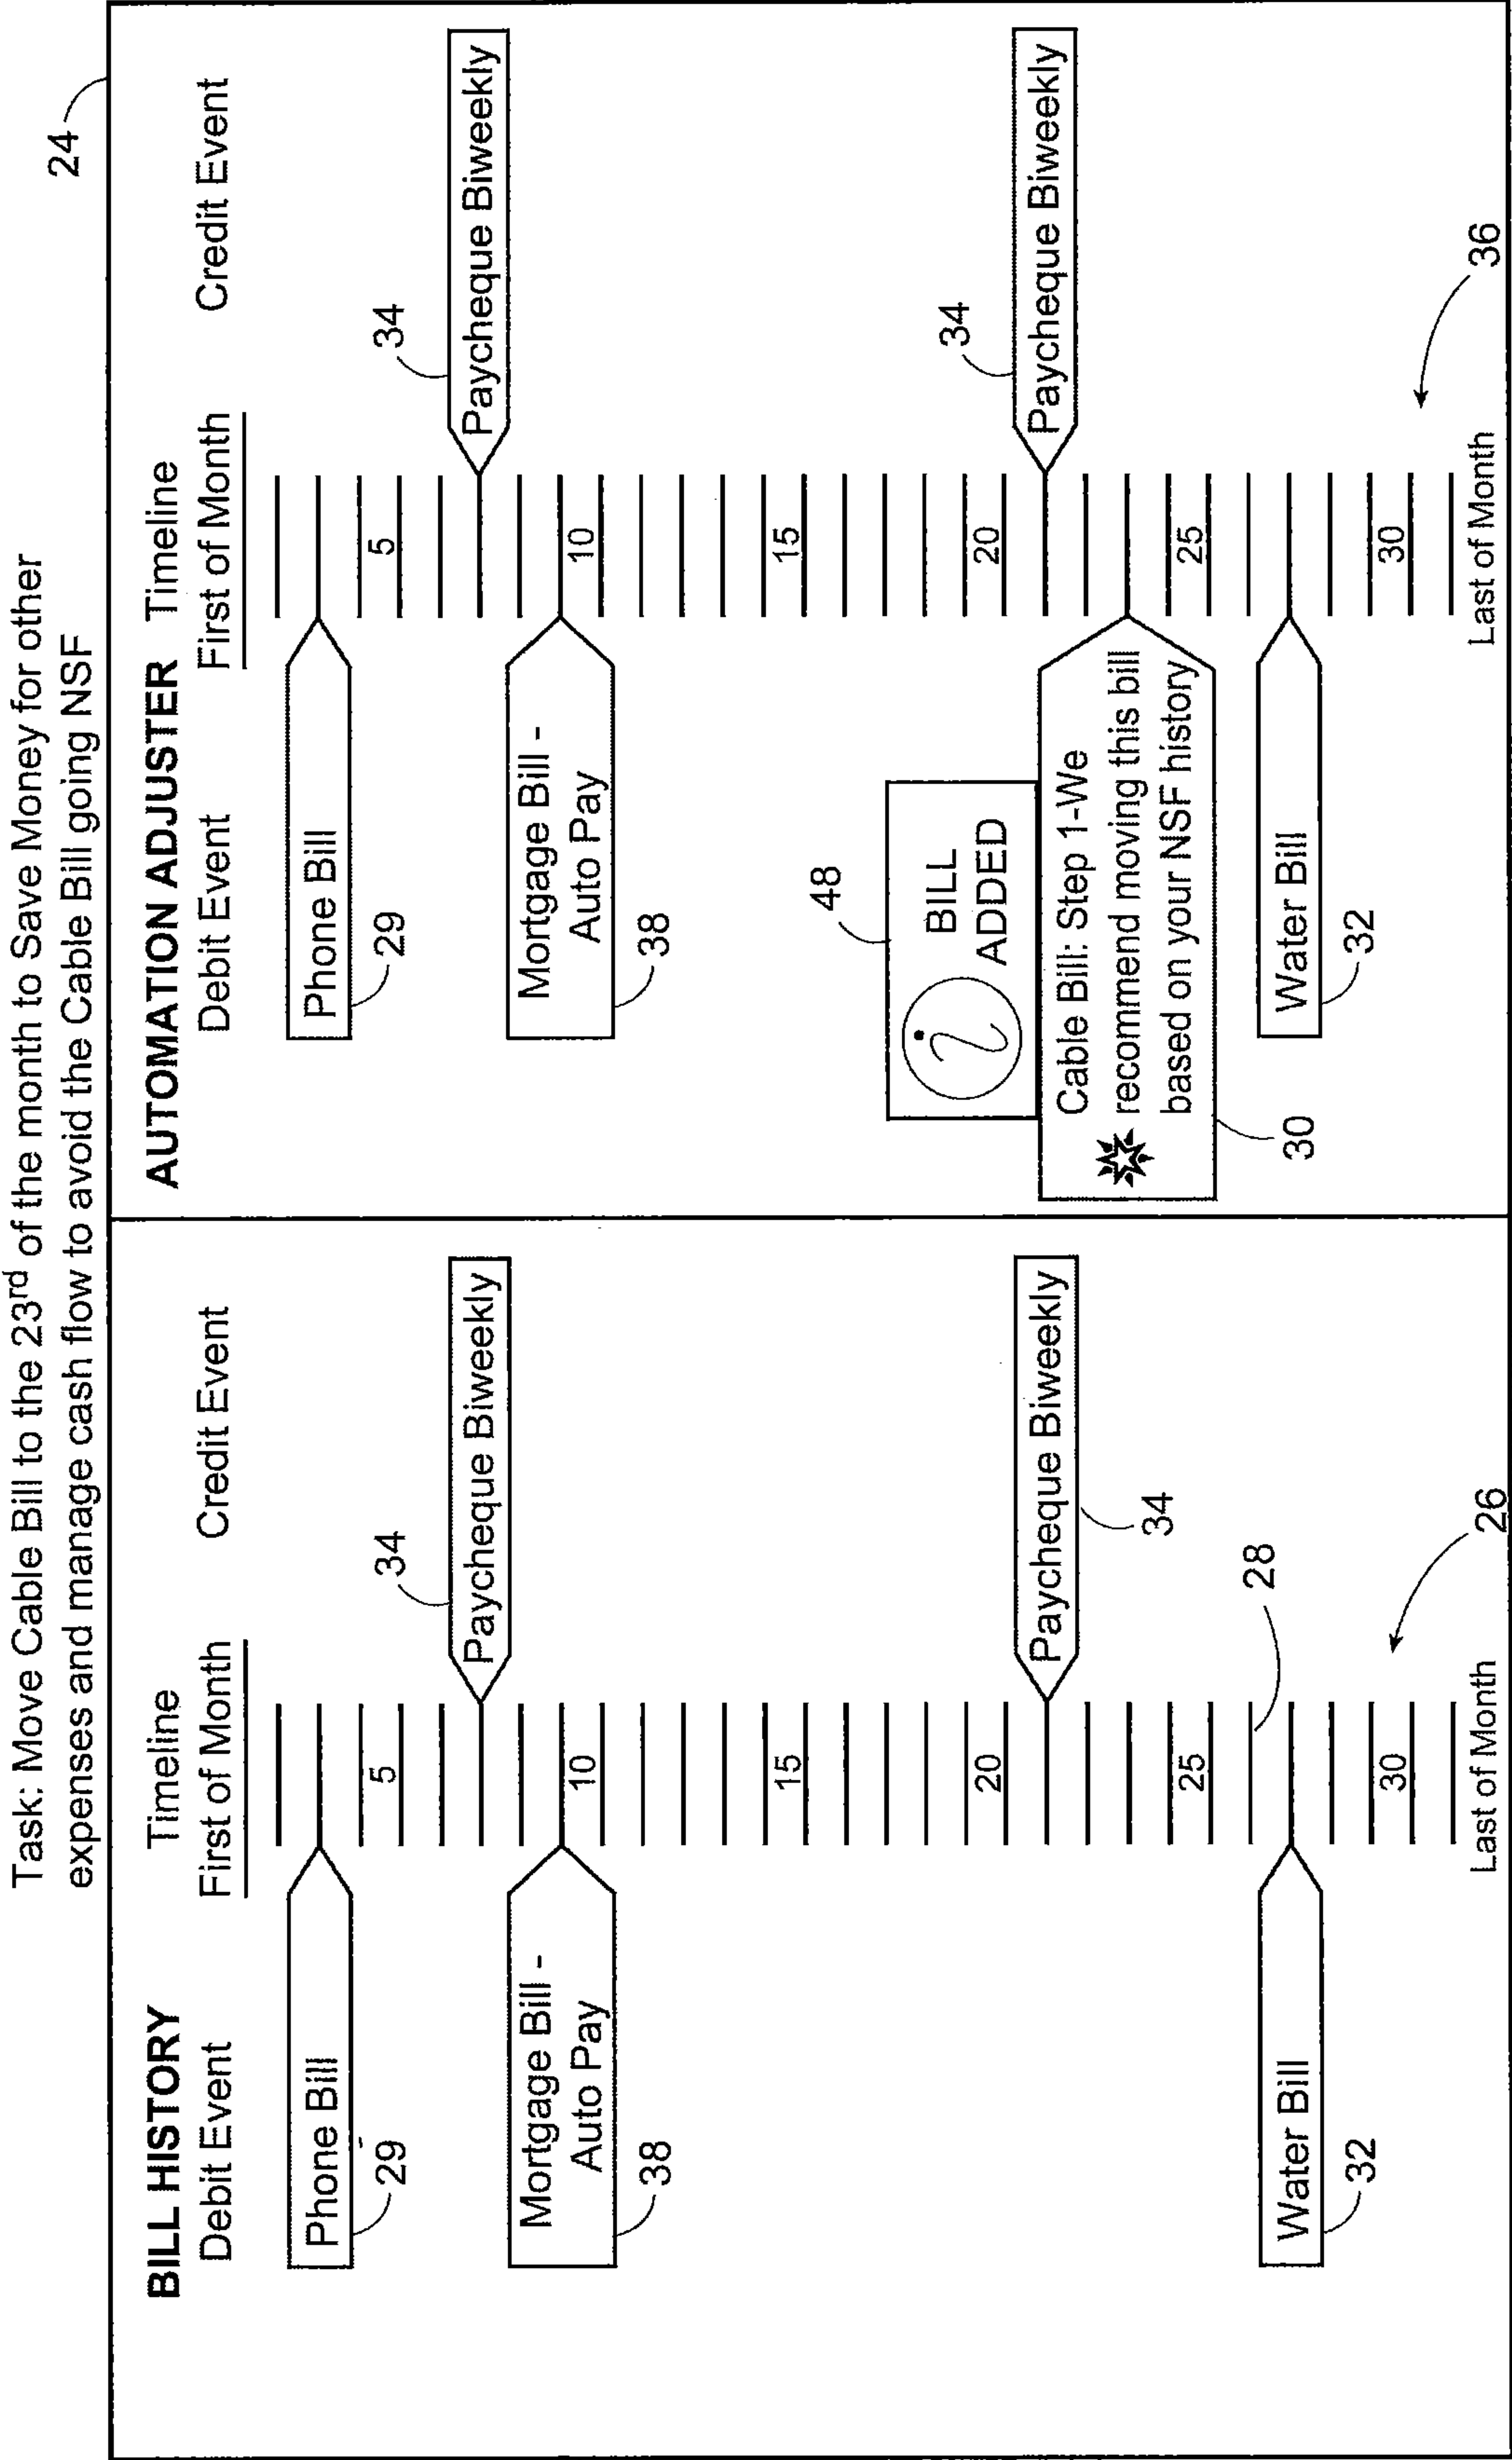 Task: Move Cable Bill to the 23rd of the month to Save Money for other
expenses and manage cash flow to avoid the Cable Bill going NSF
24
BILL HISTORY
Debit Event
Timeline
First of Month
Credit Event
Phone Bill
29
5
34
Paycheque Biweekly
Mortgage Bill -
Auto Pay
38
10
15
20
Paycheque Biweekly
34
25
28
Water Bill
32
30
26
Last of Month
AUTOMATION ADJUSTER
Debit Event
Timeline
First of Month
Credit Event
Phone Bill
29
5
34
Paycheque Biweekly
Mortgage Bill -
Auto Pay
38
10
15
48
i
BILL
ADDED
20
34
Paycheque Biweekly
Cable Bill: Step 1-We
recommend moving this bill
based on your NSF history
30
25
Water Bill
32
30
36
Last of Month